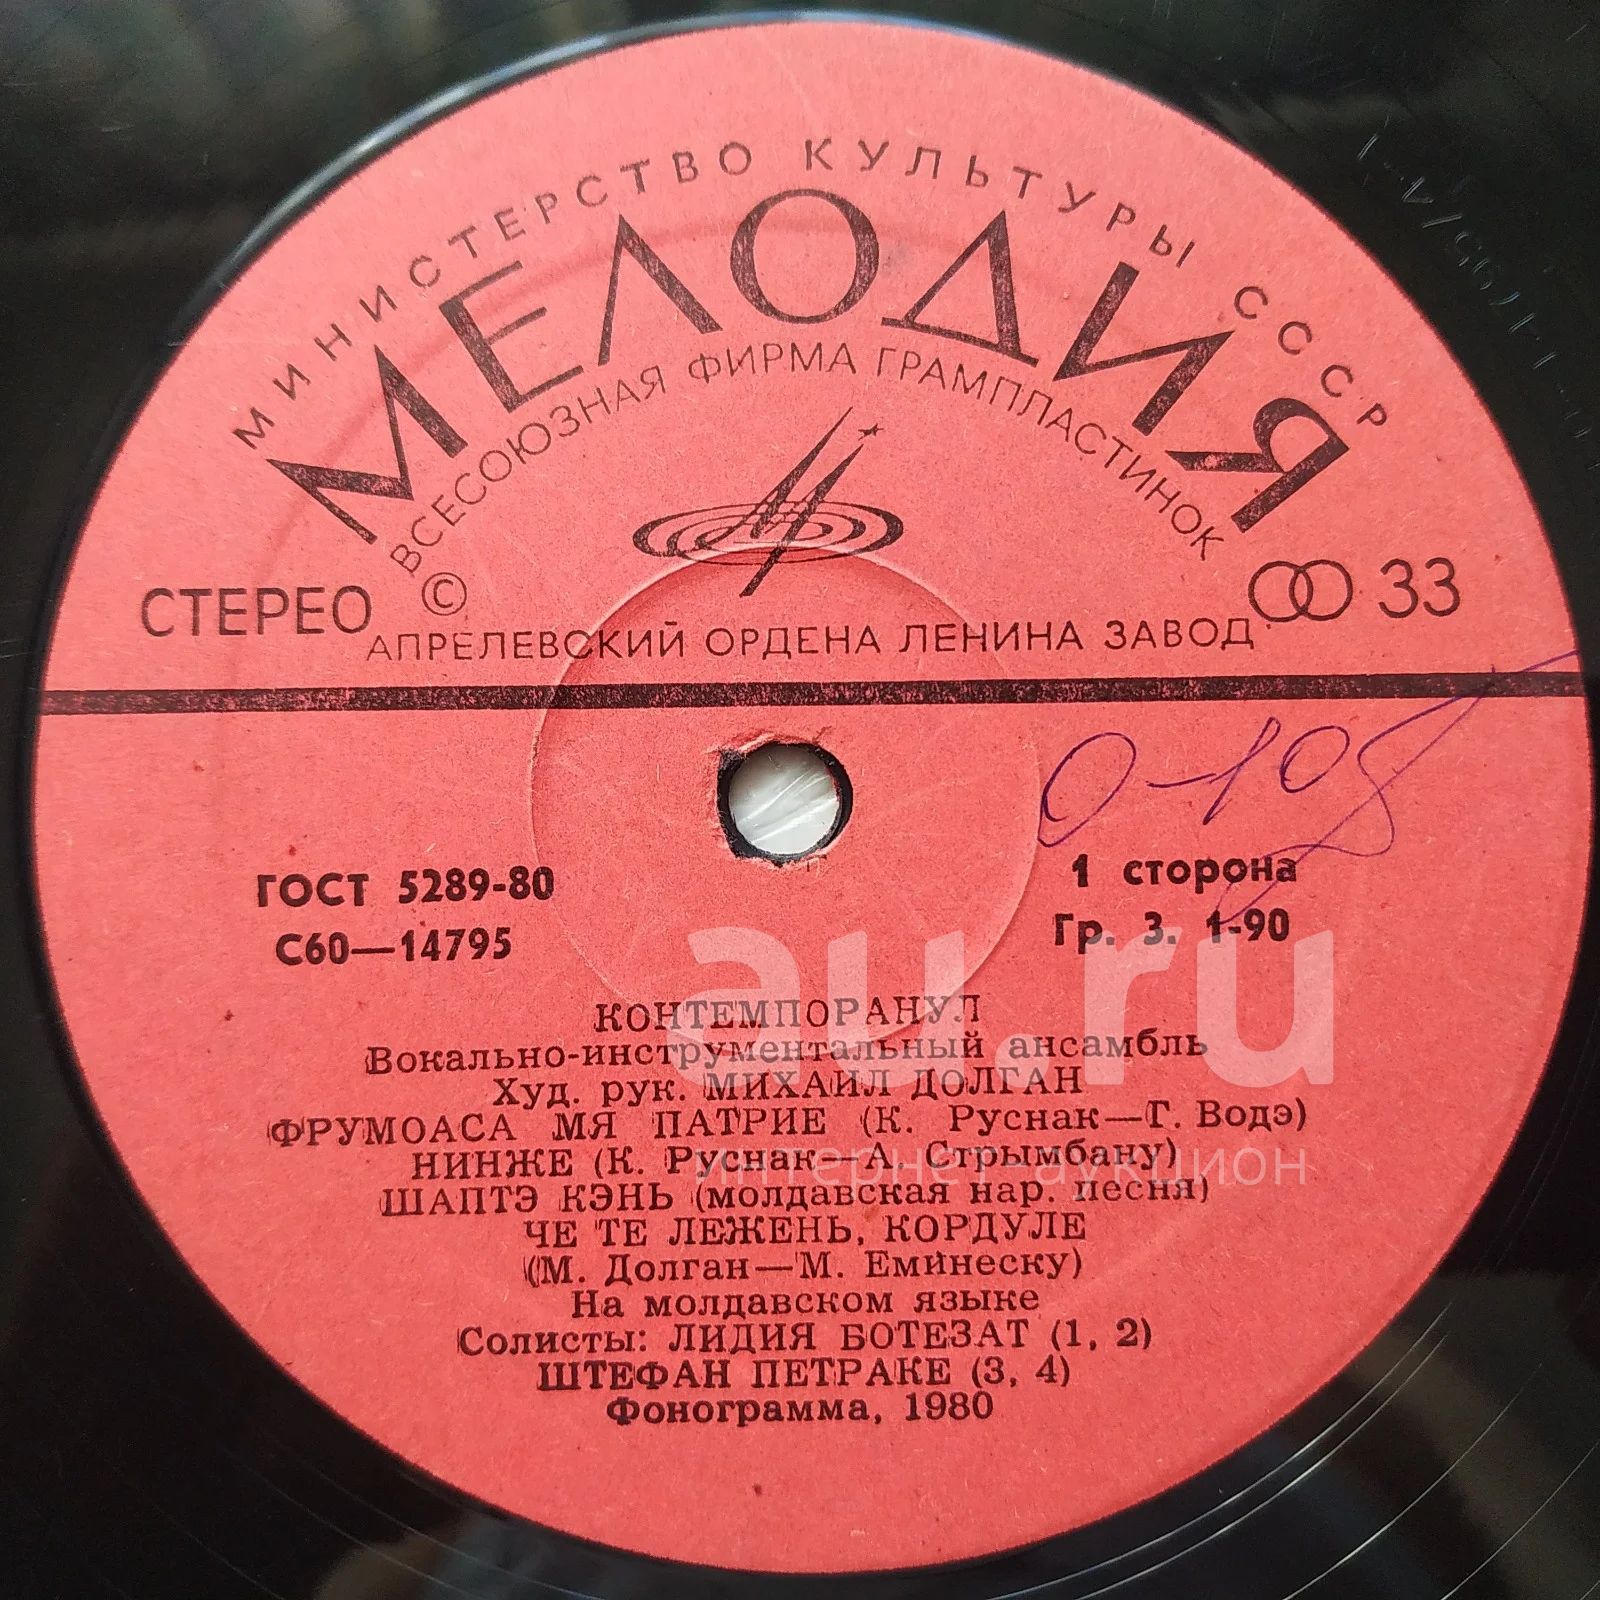 МИНИСТЕРСТВО КУЛЬТУРЫ СССР
МЕЛОДИЯ
ВСЕСОЮЗНАЯ ФИРМА ГРАМПЛАСТИНОК
СТЕРЕО © 33
АПРЕЛЕВСКИЙ ОРДЕНА ЛЕНИНА ЗАВОД
ГОСТ 5289-80
С60—14795
1 сторона
Гр. 3. 1-90
КОНТЕМПОРАНУЛ
Вокально-инструментальный ансамбль
Худ. рук. МИХАИЛ ДОЛГАН
ФРУМОАСА МЯ ПАТРИЕ (К. Руснак—Г. Водэ)
НИНЖЕ (К. Руснак—А. Стрымбану)
ШАПТЭ КЭНЬ (молдавская нар. песня)
ЧЕ ТЕ ЛЕЖЕНЬ, КОРДУЛЕ
(М. Долган—М. Еминеску)
На молдавском языке
Солисты: ЛИДИЯ БОТЕЗАТ (1, 2)
ШТЕФАН ПЕТРАКЕ (3, 4)
Фонограмма, 1980
au.ru
интернет-аукцион